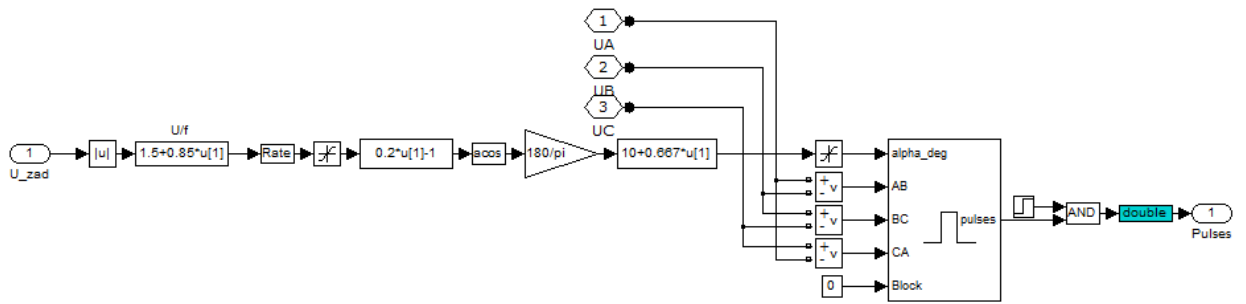 1
UA
2
UB
3
UC
U/f
1
U_zad
|u|
1.5+0.85*u[1]
Rate
0.2*u[1]-1
acos
180/pi
10+0.667*u[1]
alpha_deg
+
-
v
AB
+
-
v
BC
pulses
+
-
v
CA
0
Block
AND
double
1
Pulses